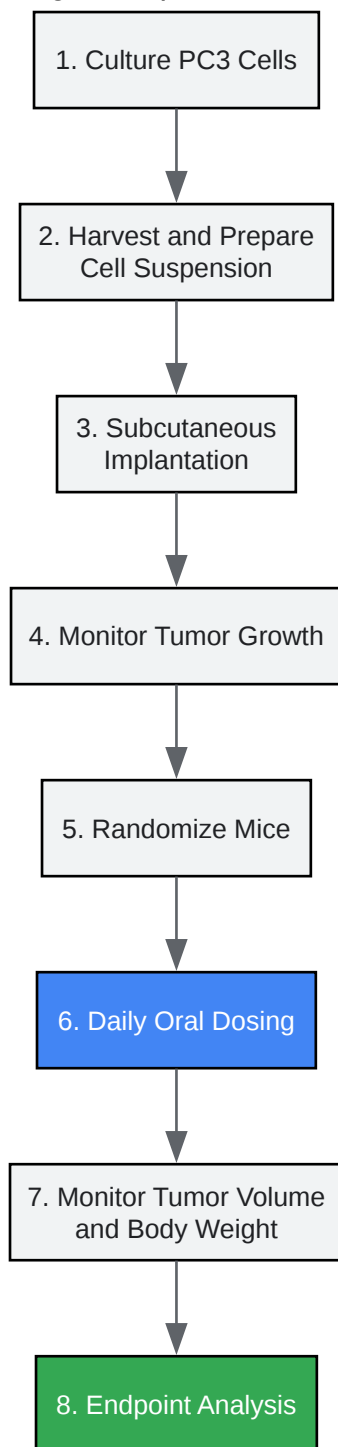 1. Culture PC3 Cells
2. Harvest and Prepare
Cell Suspension
3. Subcutaneous
Implantation
4. Monitor Tumor Growth
5. Randomize Mice
6. Daily Oral Dosing
7. Monitor Tumor Volume
and Body Weight
8. Endpoint Analysis